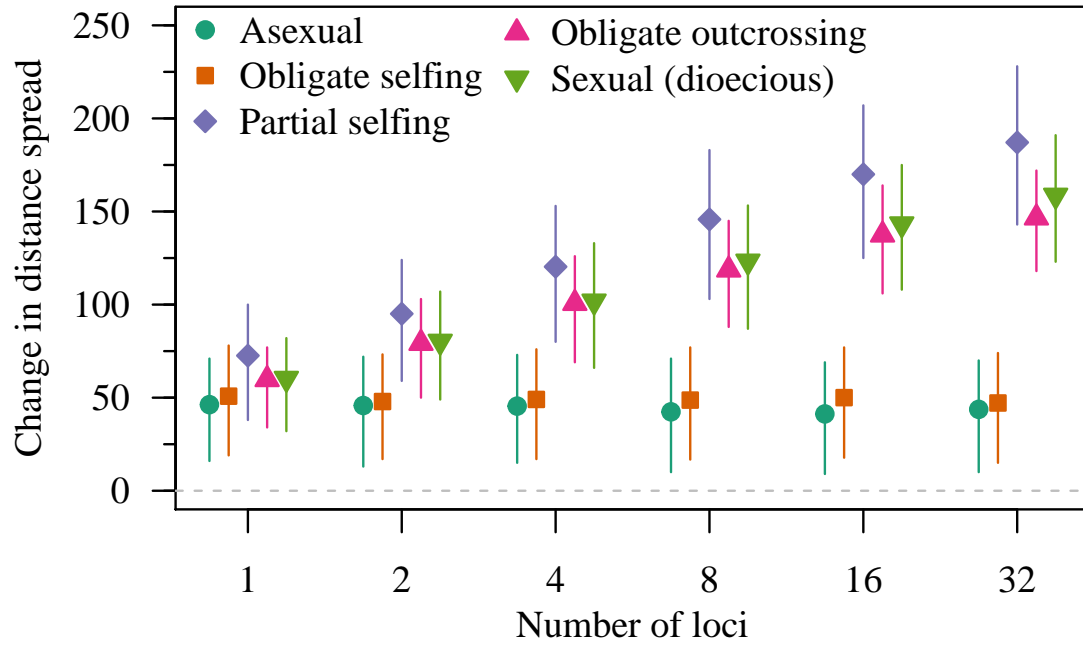 Change in distance spread
250
200
150
100
50
0
Asexual
Obligate selfing
Partial selfing
Obligate outcrossing
Sexual (dioecious)
1 2 4 8 16 32
Number of loci